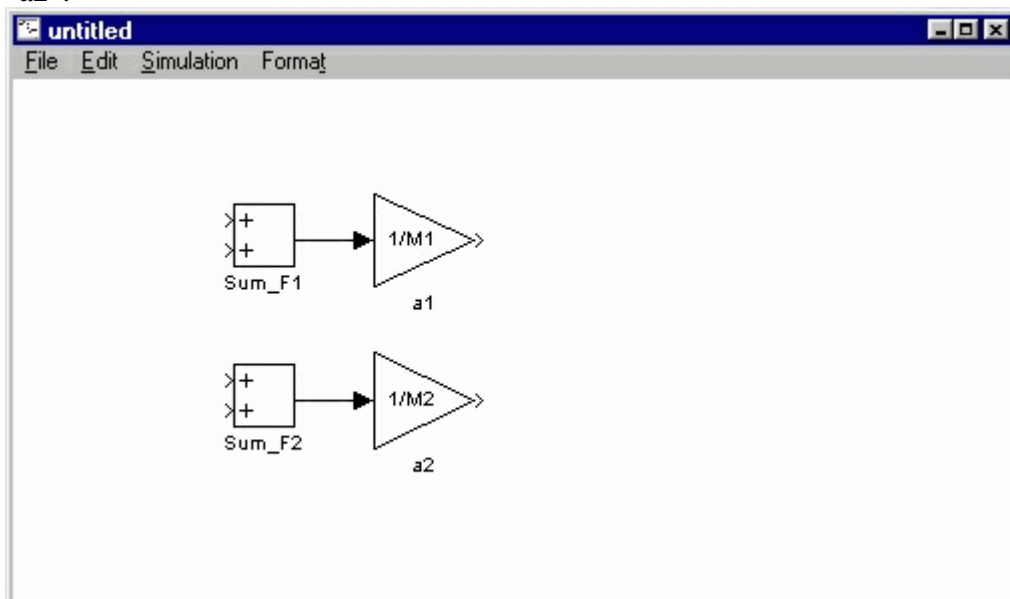 untitled
File Edit Simulation Format
+
+
1/M1
Sum_F1
a1
+
+
1/M2
Sum_F2
a2